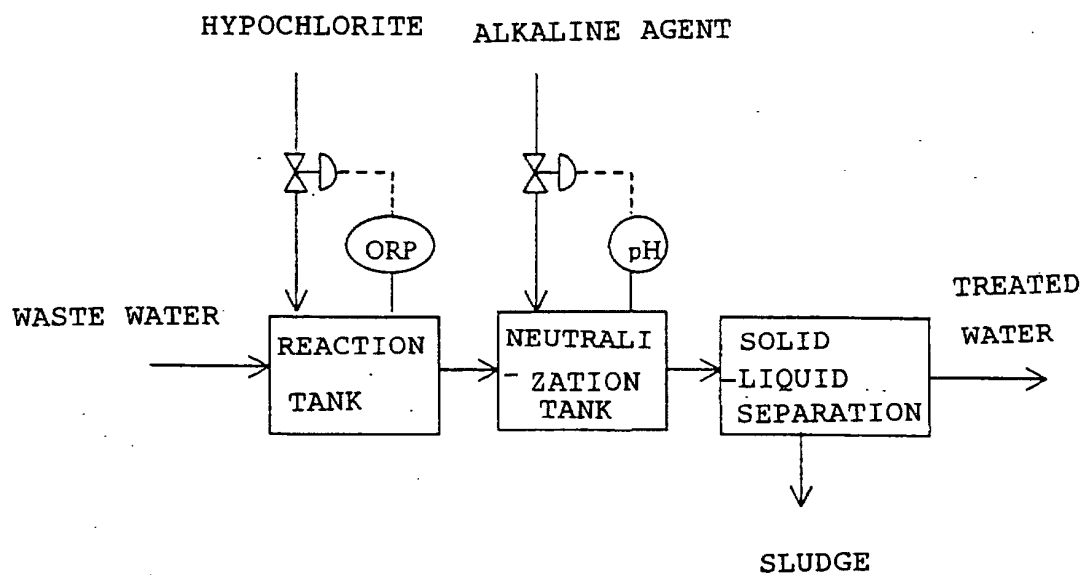 HYPOCHLORITE
ALKALINE AGENT
ORP
pH
WASTE WATER
REACTION
TANK
NEUTRALI
- ZATION
TANK
SOLID
-LIQUID
SEPARATION
TREATED
WATER
SLUDGE